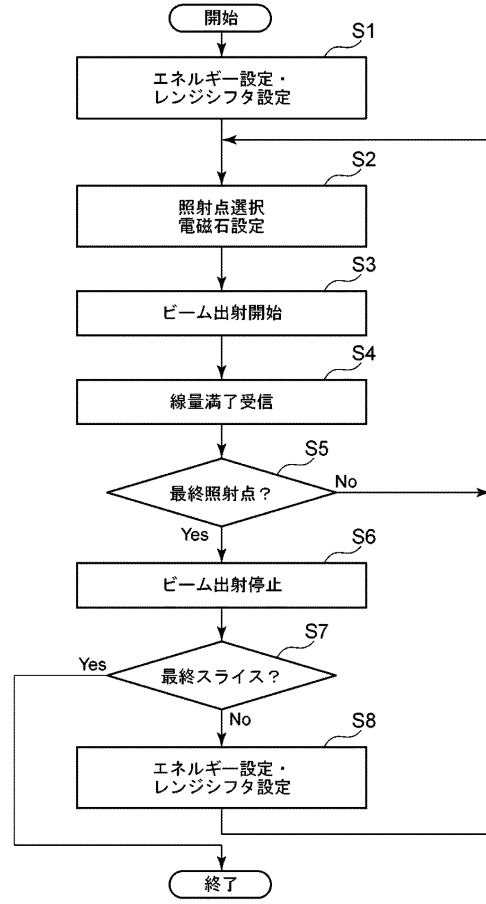 開始
S1
エネルギー設定・
レンジシフタ設定
S2
照射点選択
電磁石設定
S3
ビーム出射開始
S4
線量満了受信
S5
最終照射点？
No
Yes
S6
ビーム出射停止
S7
最終スライス？
Yes
No
S8
エネルギー設定・
レンジシフタ設定
終了